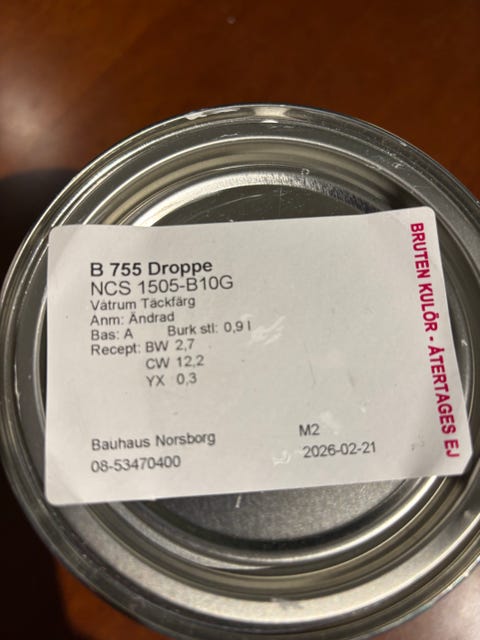 B 755 Droppe
NCS 1505-B10G
Våtrum Täckfärg
Anm: Ändrad
Bas: A Burk stl: 0,9 l
Recept: BW 2,7
CW 12,2
YX 0,3
Bauhaus Norsborg
08-53470400
M2
2026-02-21
BRUTEN KULÖR - ÅTERTAGES EJ